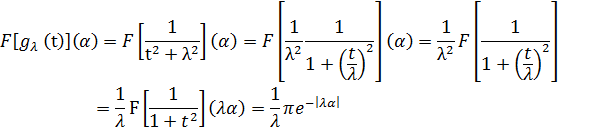 F[g_λ (t)](α) = F[1/(t² + λ²)] (α) = F[1/λ² 1/(1 + (t/λ)²)] (α) = 1/λ² F[1/(1 + (t/λ)²)]
= 1/λ F[1/(1 + t²)] (λα) = 1/λ πe^(−|λα|)